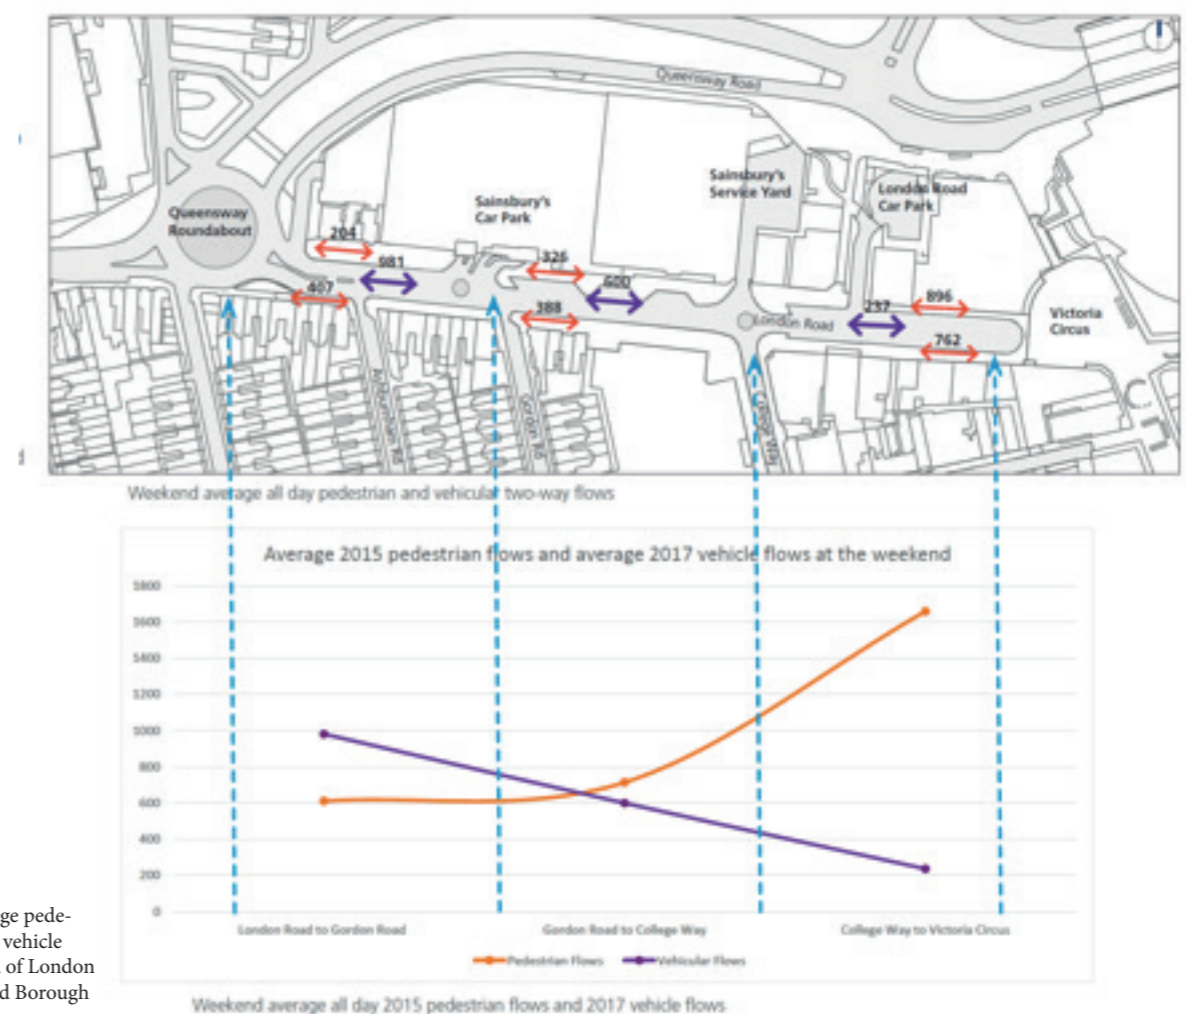 Queensway Road
Sainsbury's
Service Yard
London Road
Car Park
Sainsbury's
Car Park
Queensway
Roundabout
204
981
407
326
600
388
London Road
237
896
762
Victoria
Circus
Gordon Rd
College Way
Weekend average all day pedestrian and vehicular two-way flows
Average 2015 pedestrian flows and average 2017 vehicle flows at the weekend
1800
1600
1400
1200
1000
800
600
400
200
0
London Road to Gordon Road
Gordon Road to College Way
College Way to Victoria Circus
Pedestrian Flows
Vehicular Flows
Weekend average all day 2015 pedestrian flows and 2017 vehicle flows
ge pede-
vehicle
of London
d Borough